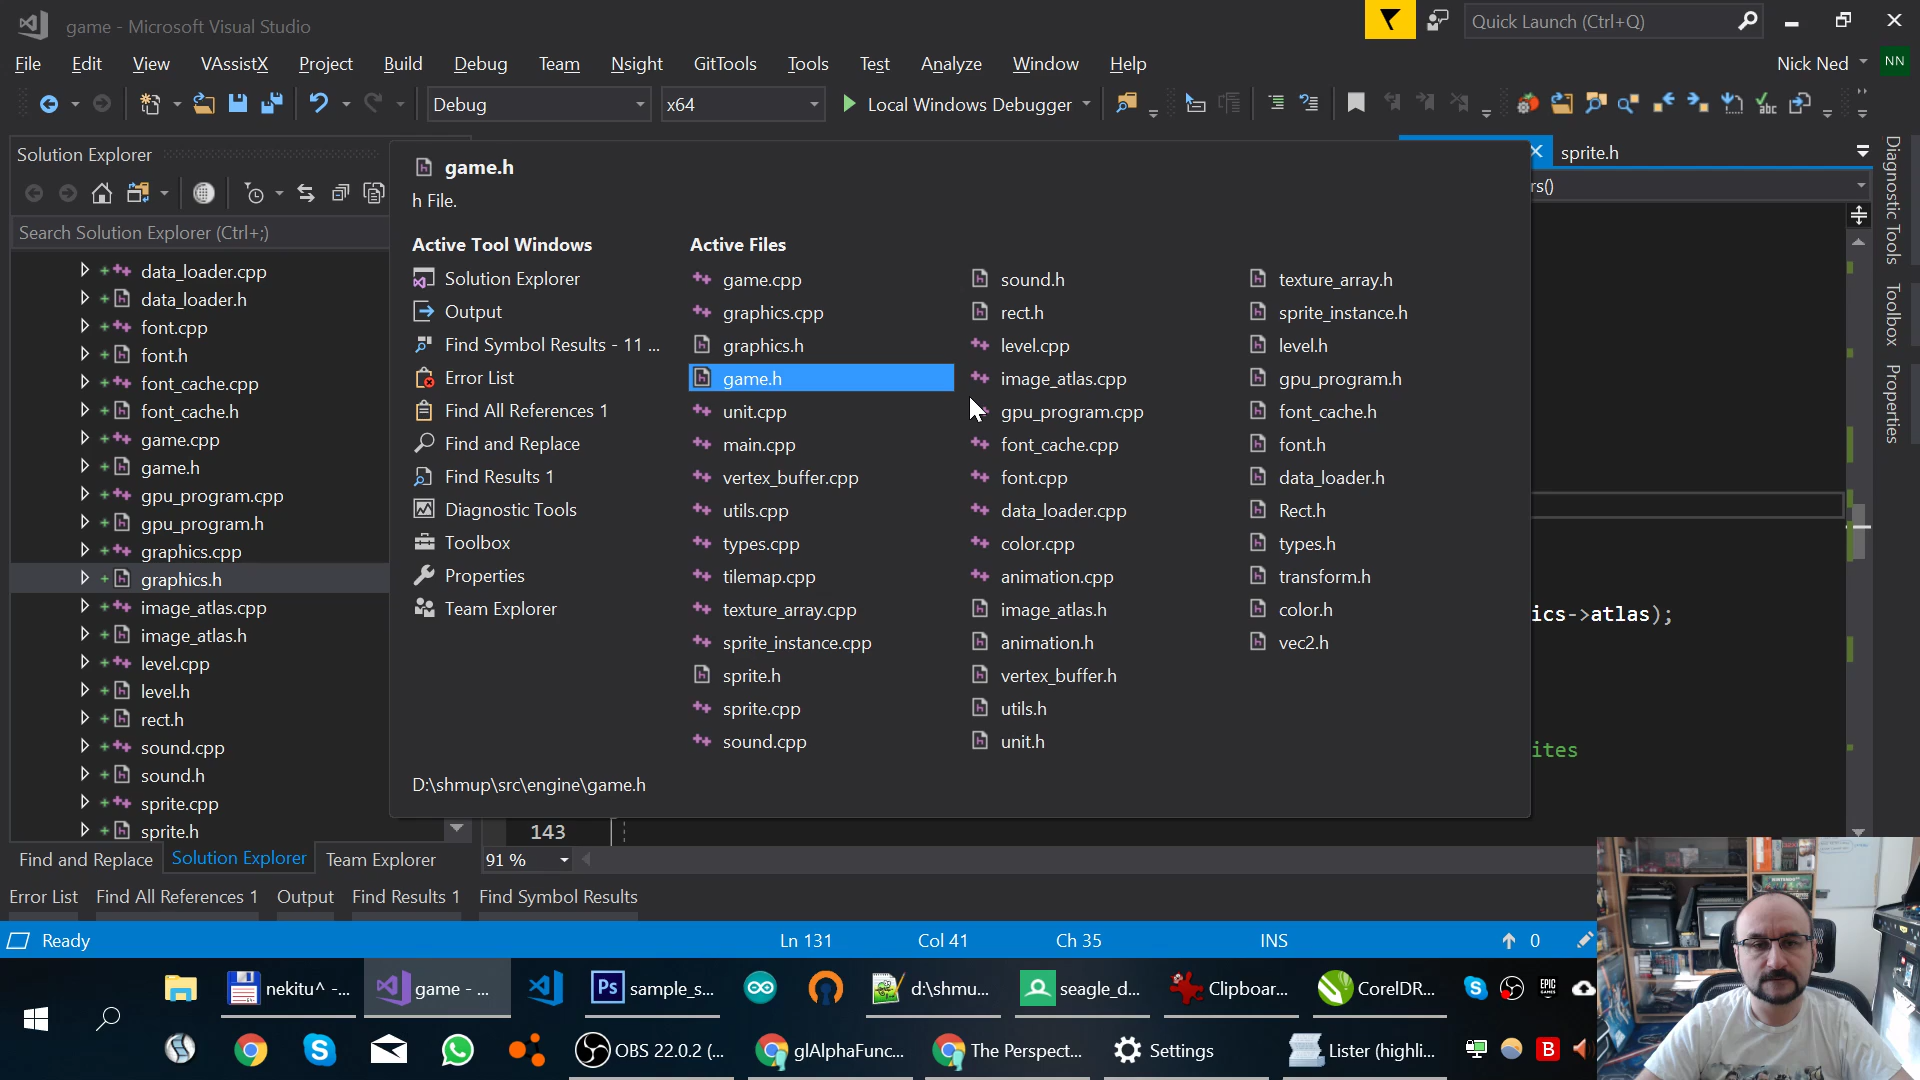 game - Microsoft Visual Studio
Quick Launch (Ctrl+Q)
File Edit View VAssistX Project Build Debug Team Nsight GitTools Tools Test Analyze Window Help
Nick Ned NN
Debug x64 Local Windows Debugger
Solution Explorer
Search Solution Explorer (Ctrl+;)
data_loader.cpp
data_loader.h
font.cpp
font.h
font_cache.cpp
font_cache.h
game.cpp
game.h
gpu_program.cpp
gpu_program.h
graphics.cpp
graphics.h
image_atlas.cpp
image_atlas.h
level.cpp
level.h
rect.h
sound.cpp
sound.h
sprite.cpp
sprite.h
game.h
h File.
Active Tool Windows
Solution Explorer
Output
Find Symbol Results - 11 ...
Error List
Find All References 1
Find and Replace
Find Results 1
Diagnostic Tools
Toolbox
Properties
Team Explorer
Active Files
game.cpp
graphics.cpp
graphics.h
game.h
unit.cpp
main.cpp
vertex_buffer.cpp
utils.cpp
types.cpp
tilemap.cpp
texture_array.cpp
sprite_instance.cpp
sprite.h
sprite.cpp
sound.cpp
sound.h
rect.h
level.cpp
image_atlas.cpp
gpu_program.cpp
font_cache.cpp
font.cpp
data_loader.cpp
color.cpp
animation.cpp
image_atlas.h
animation.h
vertex_buffer.h
utils.h
unit.h
texture_array.h
sprite_instance.h
level.h
gpu_program.h
font_cache.h
font.h
data_loader.h
Rect.h
types.h
transform.h
color.h
vec2.h
D:\shmup\src\engine\game.h
sprite.h
rs()
ics->atlas);
ites
143
91 %
Diagnostic Tools
Toolbox
Properties
Find and Replace Solution Explorer Team Explorer
Error List Find All References 1 Output Find Results 1 Find Symbol Results
Ready Ln 131 Col 41 Ch 35 INS 0
nekitu^ -... game - ... Ps sample_s... d:\shmu... seagle_d... Clipboar... CorelDR...
EPIC GAMES
OBS 22.0.2 (... glAlphaFunc... The Perspect... Settings Lister (highli...
B